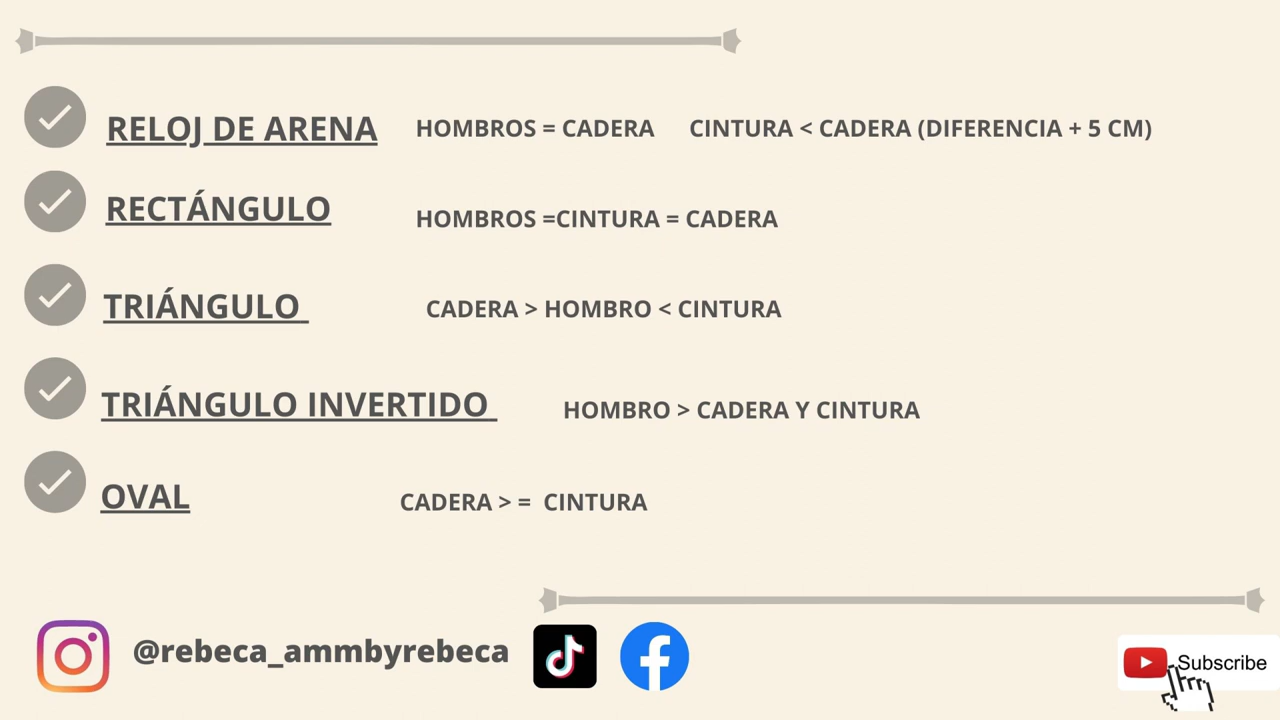 RELOJ DE ARENA HOMBROS = CADERA CINTURA < CADERA (DIFERENCIA + 5 CM)
RECTÁNGULO HOMBROS =CINTURA = CADERA
TRIÁNGULO CADERA > HOMBRO < CINTURA
TRIÁNGULO INVERTIDO HOMBRO > CADERA Y CINTURA
OVAL CADERA > = CINTURA
@rebeca_ammbyrebeca
Subscribe